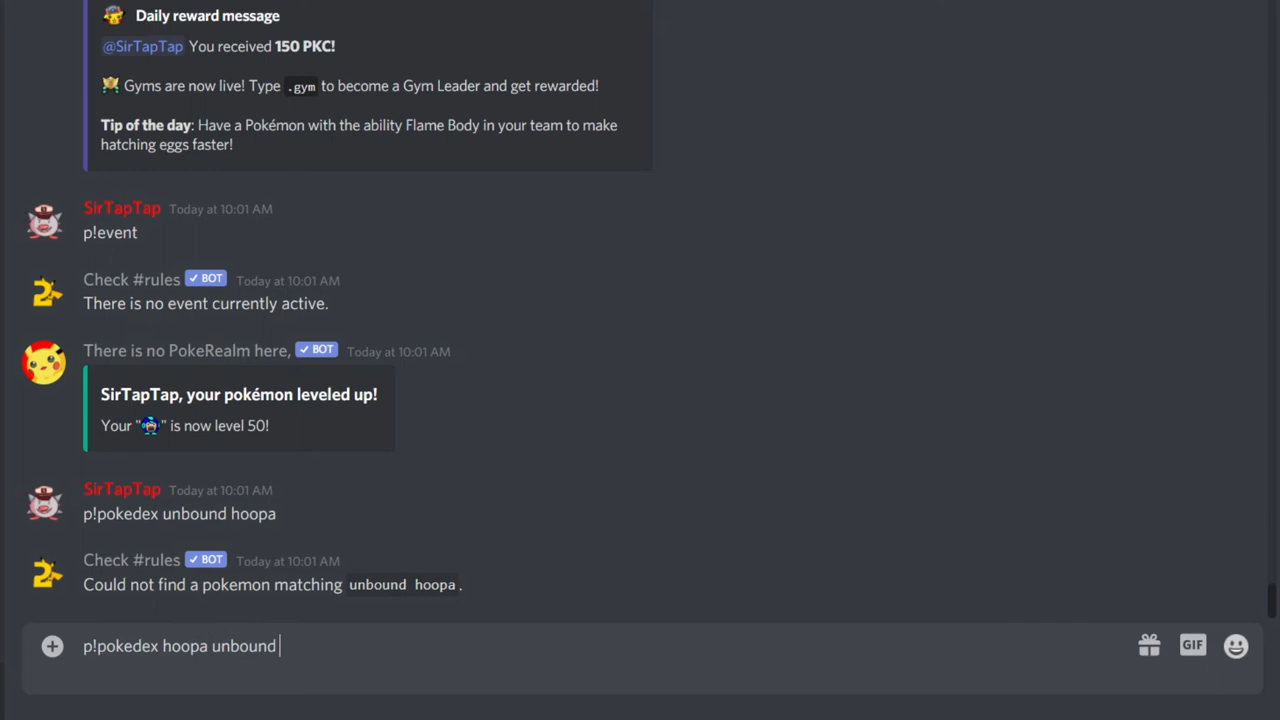 Daily reward message
@SirTapTap You received 150 PKC!
Gyms are now live! Type .gym to become a Gym Leader and get rewarded!
Tip of the day: Have a Pokémon with the ability Flame Body in your team to make
hatching eggs faster!
SirTapTap Today at 10:01 AM
p!event
Check #rules BOT Today at 10:01 AM
There is no event currently active.
There is no PokeRealm here, BOT Today at 10:01 AM
SirTapTap, your pokémon leveled up!
Your "" is now level 50!
SirTapTap Today at 10:01 AM
p!pokedex unbound hoopa
Check #rules BOT Today at 10:01 AM
Could not find a pokemon matching unbound hoopa.
p!pokedex hoopa unbound
GIF